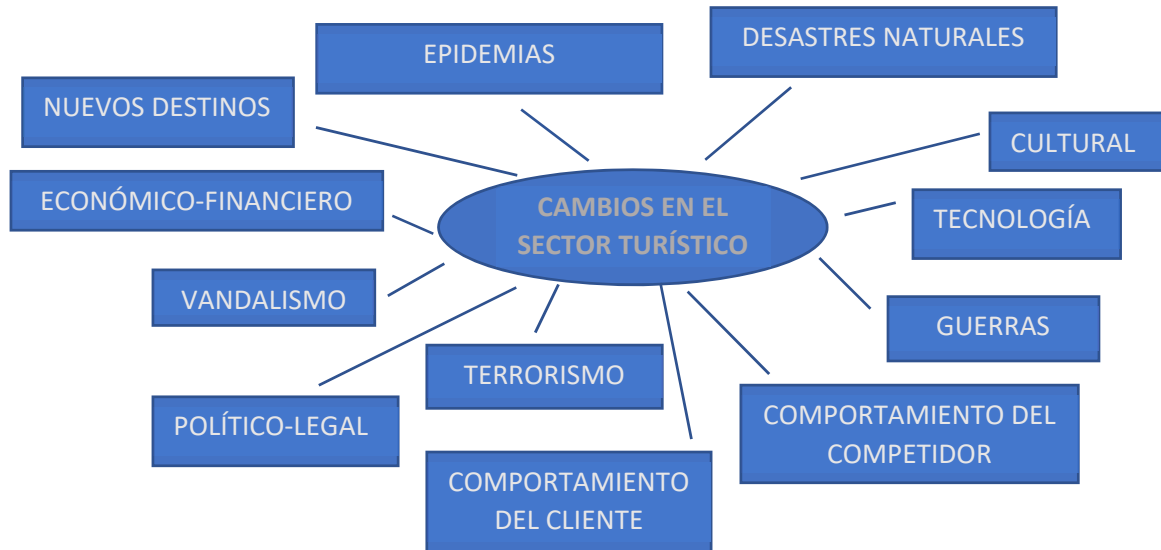 EPIDEMIAS
DESASTRES NATURALES
NUEVOS DESTINOS
CULTURAL
ECONÓMICO-FINANCIERO
CAMBIOS EN EL
SECTOR TURÍSTICO
TECNOLOGÍA
VANDALISMO
GUERRAS
TERRORISMO
POLÍTICO-LEGAL
COMPORTAMIENTO DEL
COMPETIDOR
COMPORTAMIENTO
DEL CLIENTE